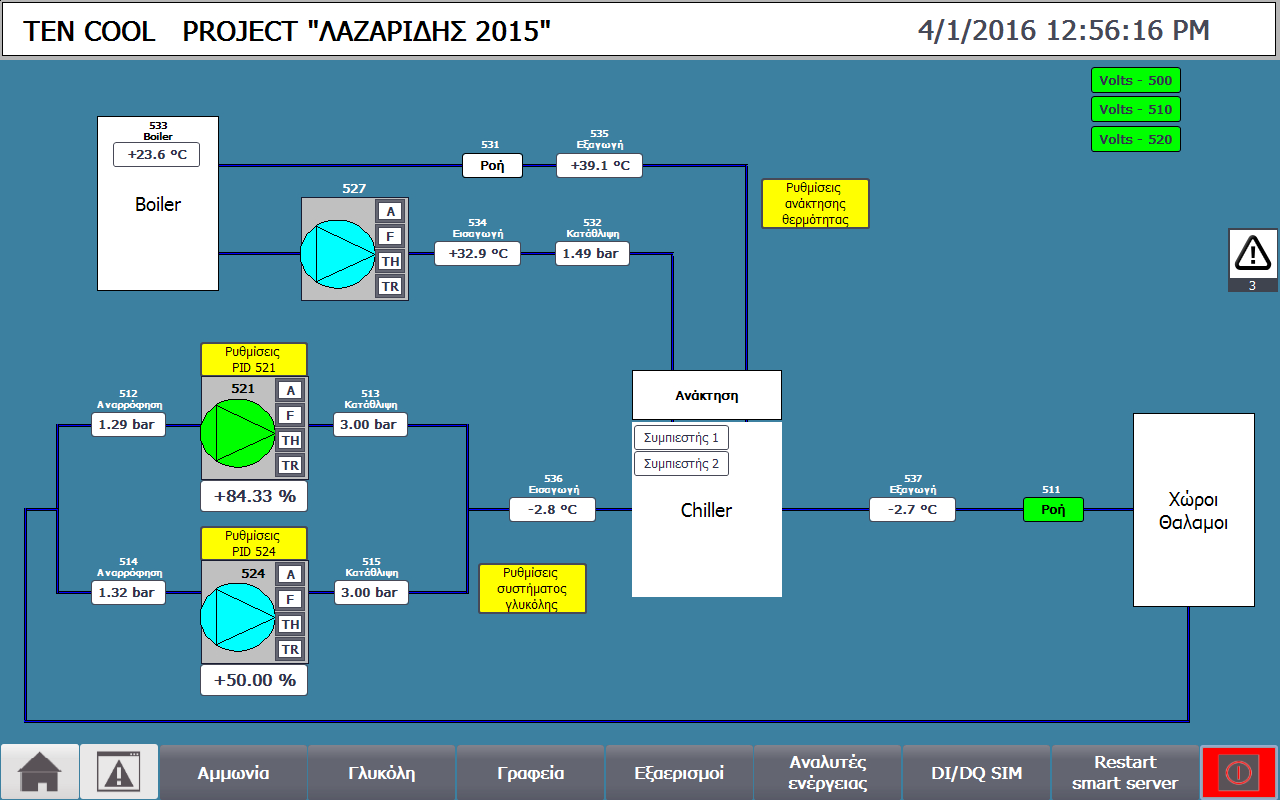 TEN COOL PROJECT "ΛΑΖΑΡΙΔΗΣ 2015"
4/1/2016 12:56:16 PM
Volts - 500
Volts - 510
Volts - 520
533
Boiler
+23.6 ºC
Boiler
531
Ροή
535
Εξαγωγή
+39.1 ºC
527
A
F
TH
TR
534
Εισαγωγή
+32.9 ºC
532
Κατάθλιψη
1.49 bar
Ρυθμίσεις
ανάκτησης
θερμότητας
3
Ρυθμίσεις
PID 521
521
A
F
TH
TR
+84.33 %
512
Αναρρόφηση
1.29 bar
513
Κατάθλιψη
3.00 bar
Ανάκτηση
Συμπιεστής 1
Συμπιεστής 2
Chiller
536
Εισαγωγή
-2.8 ºC
537
Εξαγωγή
-2.7 ºC
511
Ροή
Χώροι
Θαλαμοι
Ρυθμίσεις
PID 524
524
A
F
TH
TR
+50.00 %
514
Αναρρόφηση
1.32 bar
515
Κατάθλιψη
3.00 bar
Ρυθμίσεις
συστήματος
γλυκόλης
Αμμωνία
Γλυκόλη
Γραφεία
Εξαερισμοί
Αναλυτές
ενέργειας
DI/DQ SIM
Restart
smart server